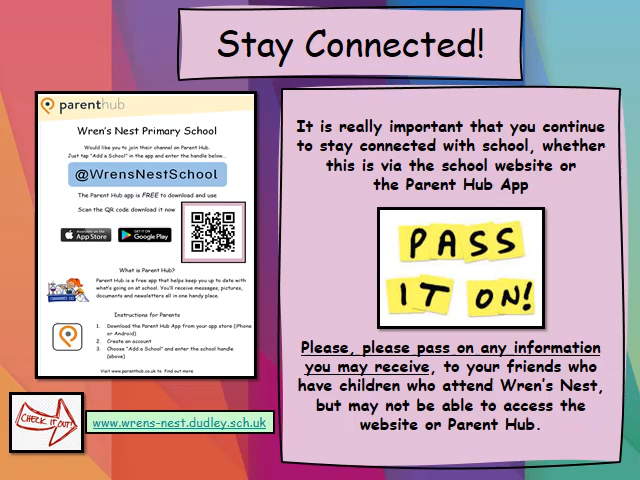 Stay Connected!
parenthub
Wren's Nest Primary School
Would like you to join their channel on Parent Hub.
Just tap "Add a School" in the app and enter the handle below...
@WrensNestSchool
The Parent Hub app is FREE to download and use
Scan the QR code download it now
Available on the
App Store
GET IT ON
Google Play
What is Parent Hub?
Parent Hub is a free app that helps keep you up to date with
what's going on at school. You'll receive messages, pictures,
documents and newsletters all in one handy place.
Instructions for Parents
1. Download the Parent Hub App from your app store (iPhone
or Android)
2. Create an account
3. Choose "Add a School" and enter the school handle
(above)
Visit www.parenthub.co.uk to find out more
CHECK IT OUT!
www.wrens-nest.dudley.sch.uk
It is really important that you continue
to stay connected with school, whether
this is via the school website or
the Parent Hub App
PASS
IT ON!
Please, please pass on any information
you may receive, to your friends who
have children who attend Wren's Nest,
but may not be able to access the
website or Parent Hub.